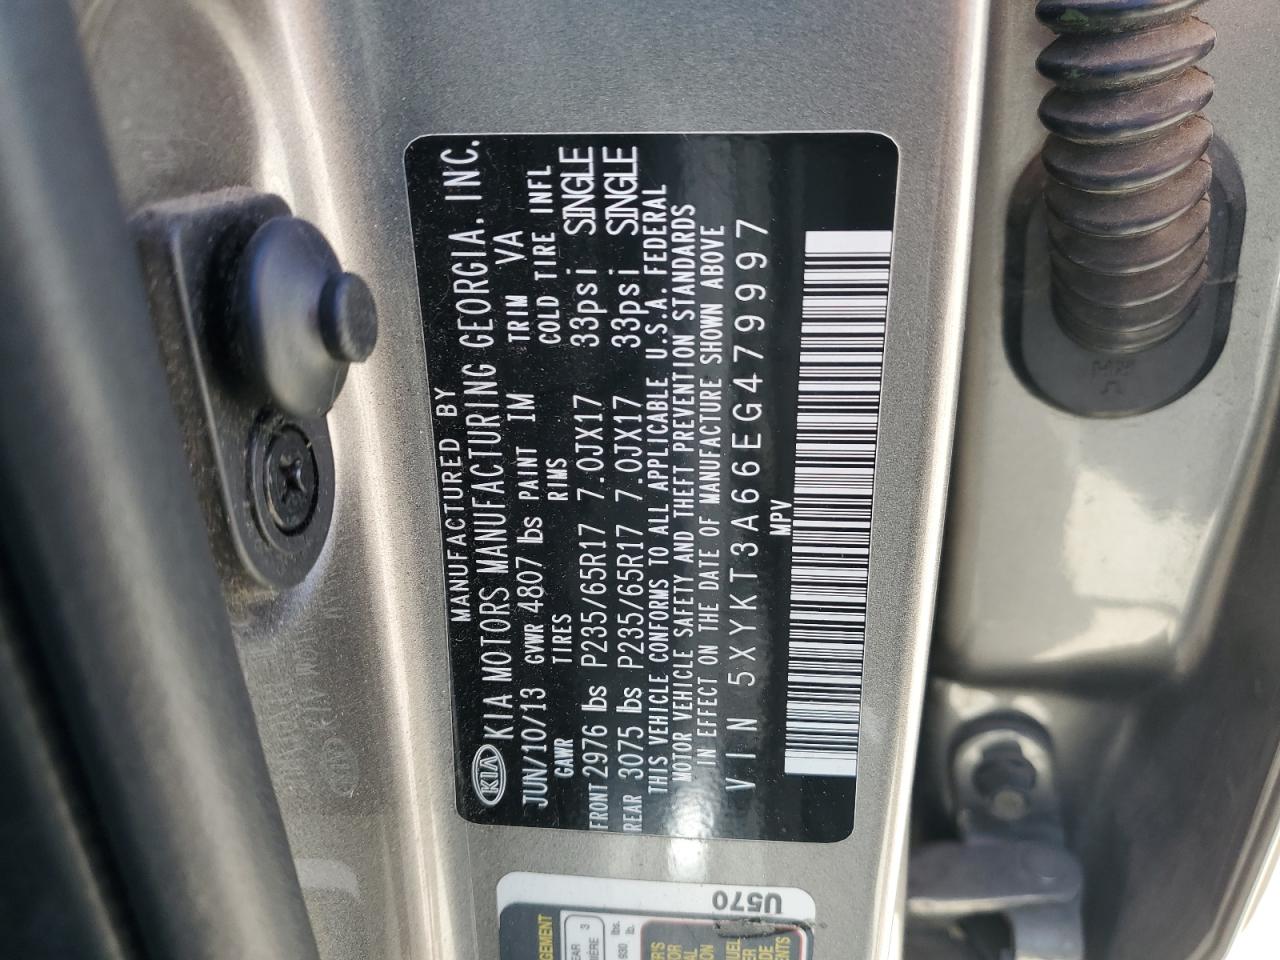 MANUFACTURED BY
KIA KIA MOTORS MANUFACTURING GEORGIA. INC.
JUN/10/13 GVWR 4807 lbs PAINT IM TRIM VA
GAWR TIRES RIMS COLD TIRE INFL
FRONT 2976 lbs P235/65R17 7.0JX17 33psi SINGLE
REAR 3075 lbs P235/65R17 7.0JX17 33psi SINGLE
THIS VEHICLE CONFORMS TO ALL APPLICABLE U.S.A. FEDERAL
MOTOR VEHICLE SAFETY AND THEFT PREVENTION STANDARDS
IN EFFECT ON THE DATE OF MANUFACTURE SHOWN ABOVE
VIN 5XYKT3A66EG479997
MPV
U570